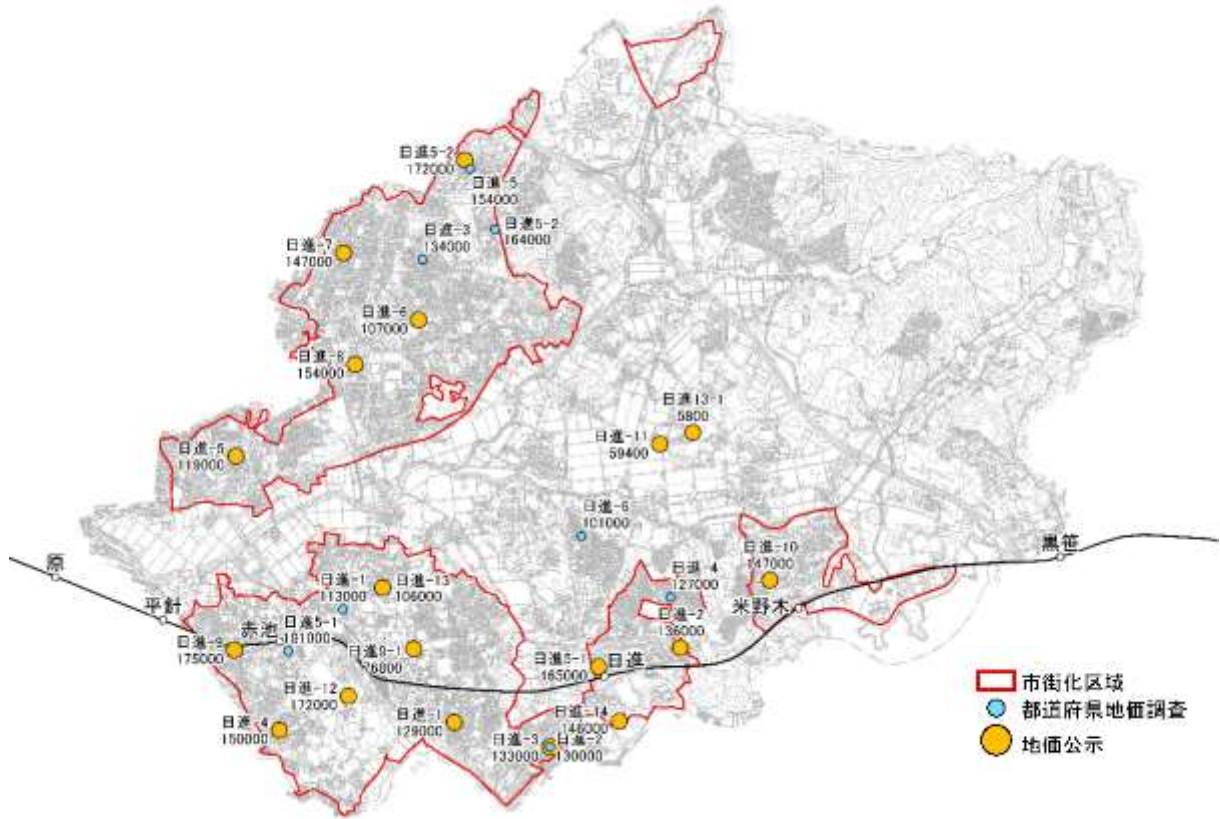 日進5-2
172000
日進-5
154000
日進5-2
164000
日進-3
134000
日進-7
147000
日進-6
107000
日進-8
154000
日進13-1
5800
日進-11
59400
日進-5
119000
日進-6
101000
日進-10
147000
黒笹
原
日進-4
127000
日進-1
113000
日進-13
106000
平針
米野木
日進5-1
赤池
日進-9
175000
日進-2
136000
日進9-1
76800
日進5-1
165000
日進
日進-12
172000
市街化区域
日進-4
150000
日進-1
129000
日進-14
146000
都道府県地価調査
日進-3
133000
日進-2
130000
地価公示